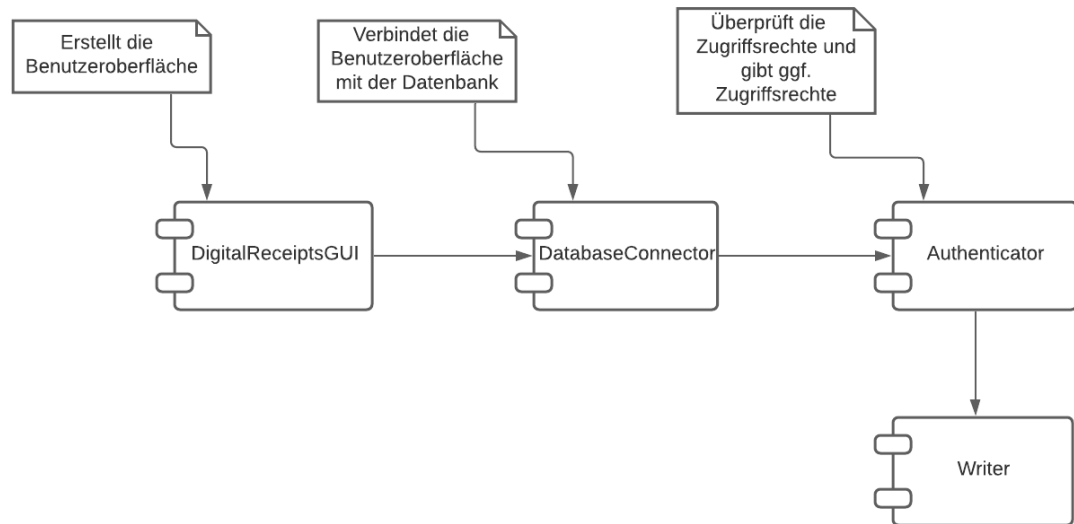 Erstellt die
Benutzeroberfläche
Verbindet die
Benutzeroberfläche
mit der Datenbank
Überprüft die
Zugriffsrechte und
gibt ggf.
Zugriffsrechte
DigitalReceiptsGUI
DatabaseConnector
Authenticator
Writer